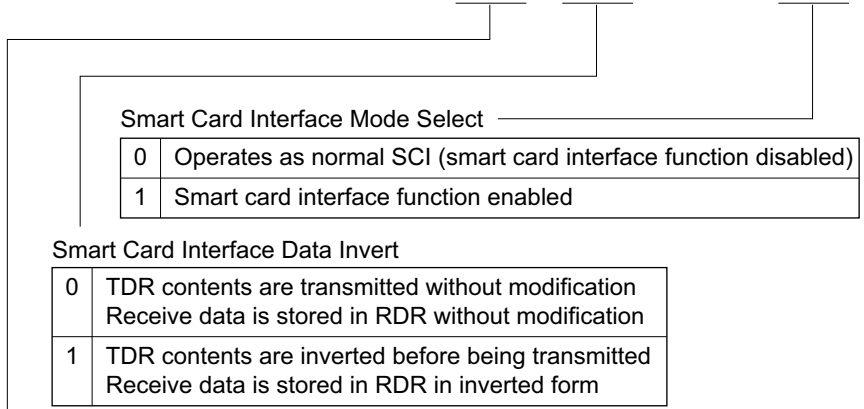 Smart Card Interface Mode Select
0 Operates as normal SCI (smart card interface function disabled)
1 Smart card interface function enabled
Smart Card Interface Data Invert
0 TDR contents are transmitted without modification
Receive data is stored in RDR without modification
1 TDR contents are inverted before being transmitted
Receive data is stored in RDR in inverted form